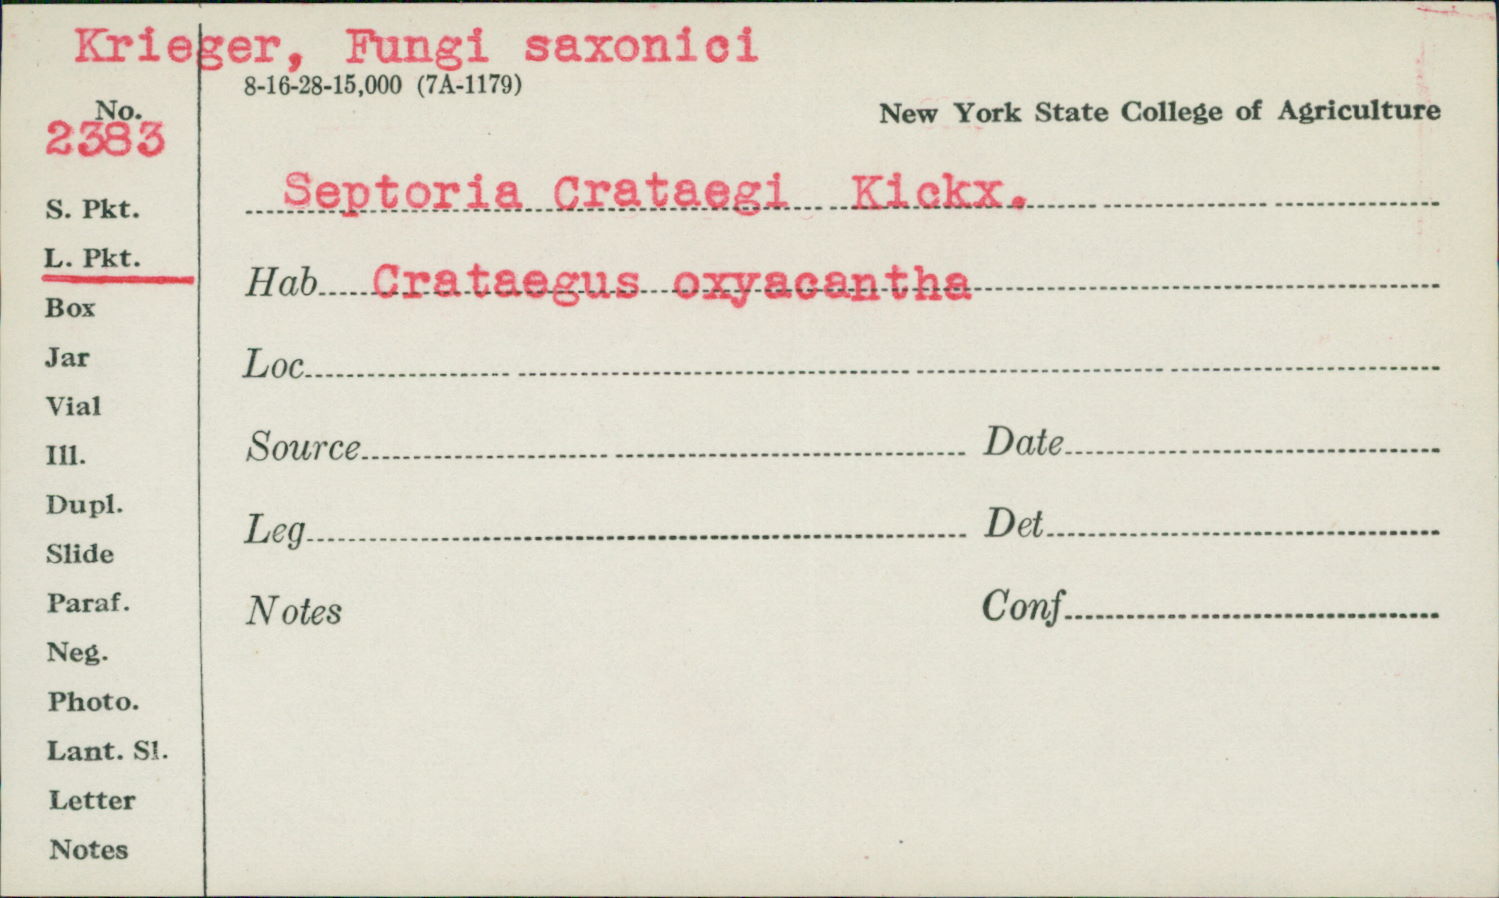 Krieger, Fungi saxonici
8-16-28-15,000 (7A-1179)
No.
2383
New York State College of Agriculture
Septoria Crataegi Kickx.
S. Pkt.
L. Pkt.
Hab Crataegus oxyacantha
Box
Jar
Loc
Vial
Ill.
Source Date
Dupl.
Slide
Leg Det
Paraf.
Notes Conf
Neg.
Photo.
Lant. Sl.
Letter
Notes